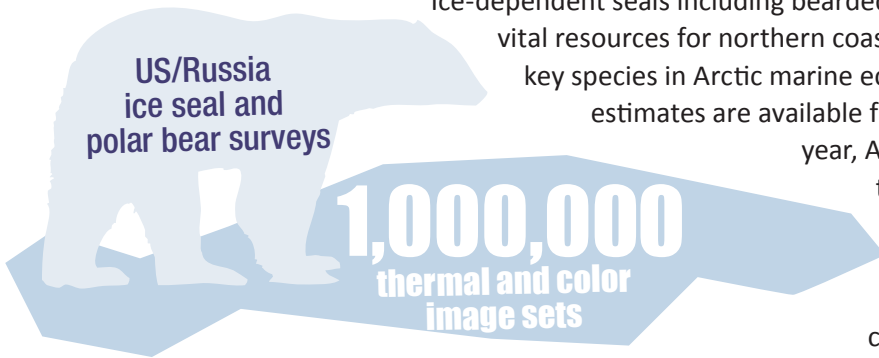 ice-dependent seals including bearded
vital resources for northern coas
key species in Arctic marine ec
estimates are available f
year, A
US/Russia
ice seal and
polar bear surveys
1,000,000
thermal and color
image sets
c